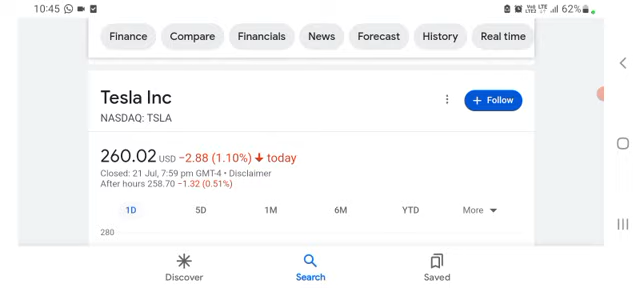 10:45 62%
Finance Compare Financials News Forecast History Real time
Tesla Inc
Follow
NASDAQ: TSLA
260.02 USD −2.88 (1.10%) today
Closed: 21 Jul, 7:59 pm GMT-4 • Disclaimer
After hours 258.70 −1.32 (0.51%)
1D 5D 1M 6M YTD More
280
Discover Search Saved